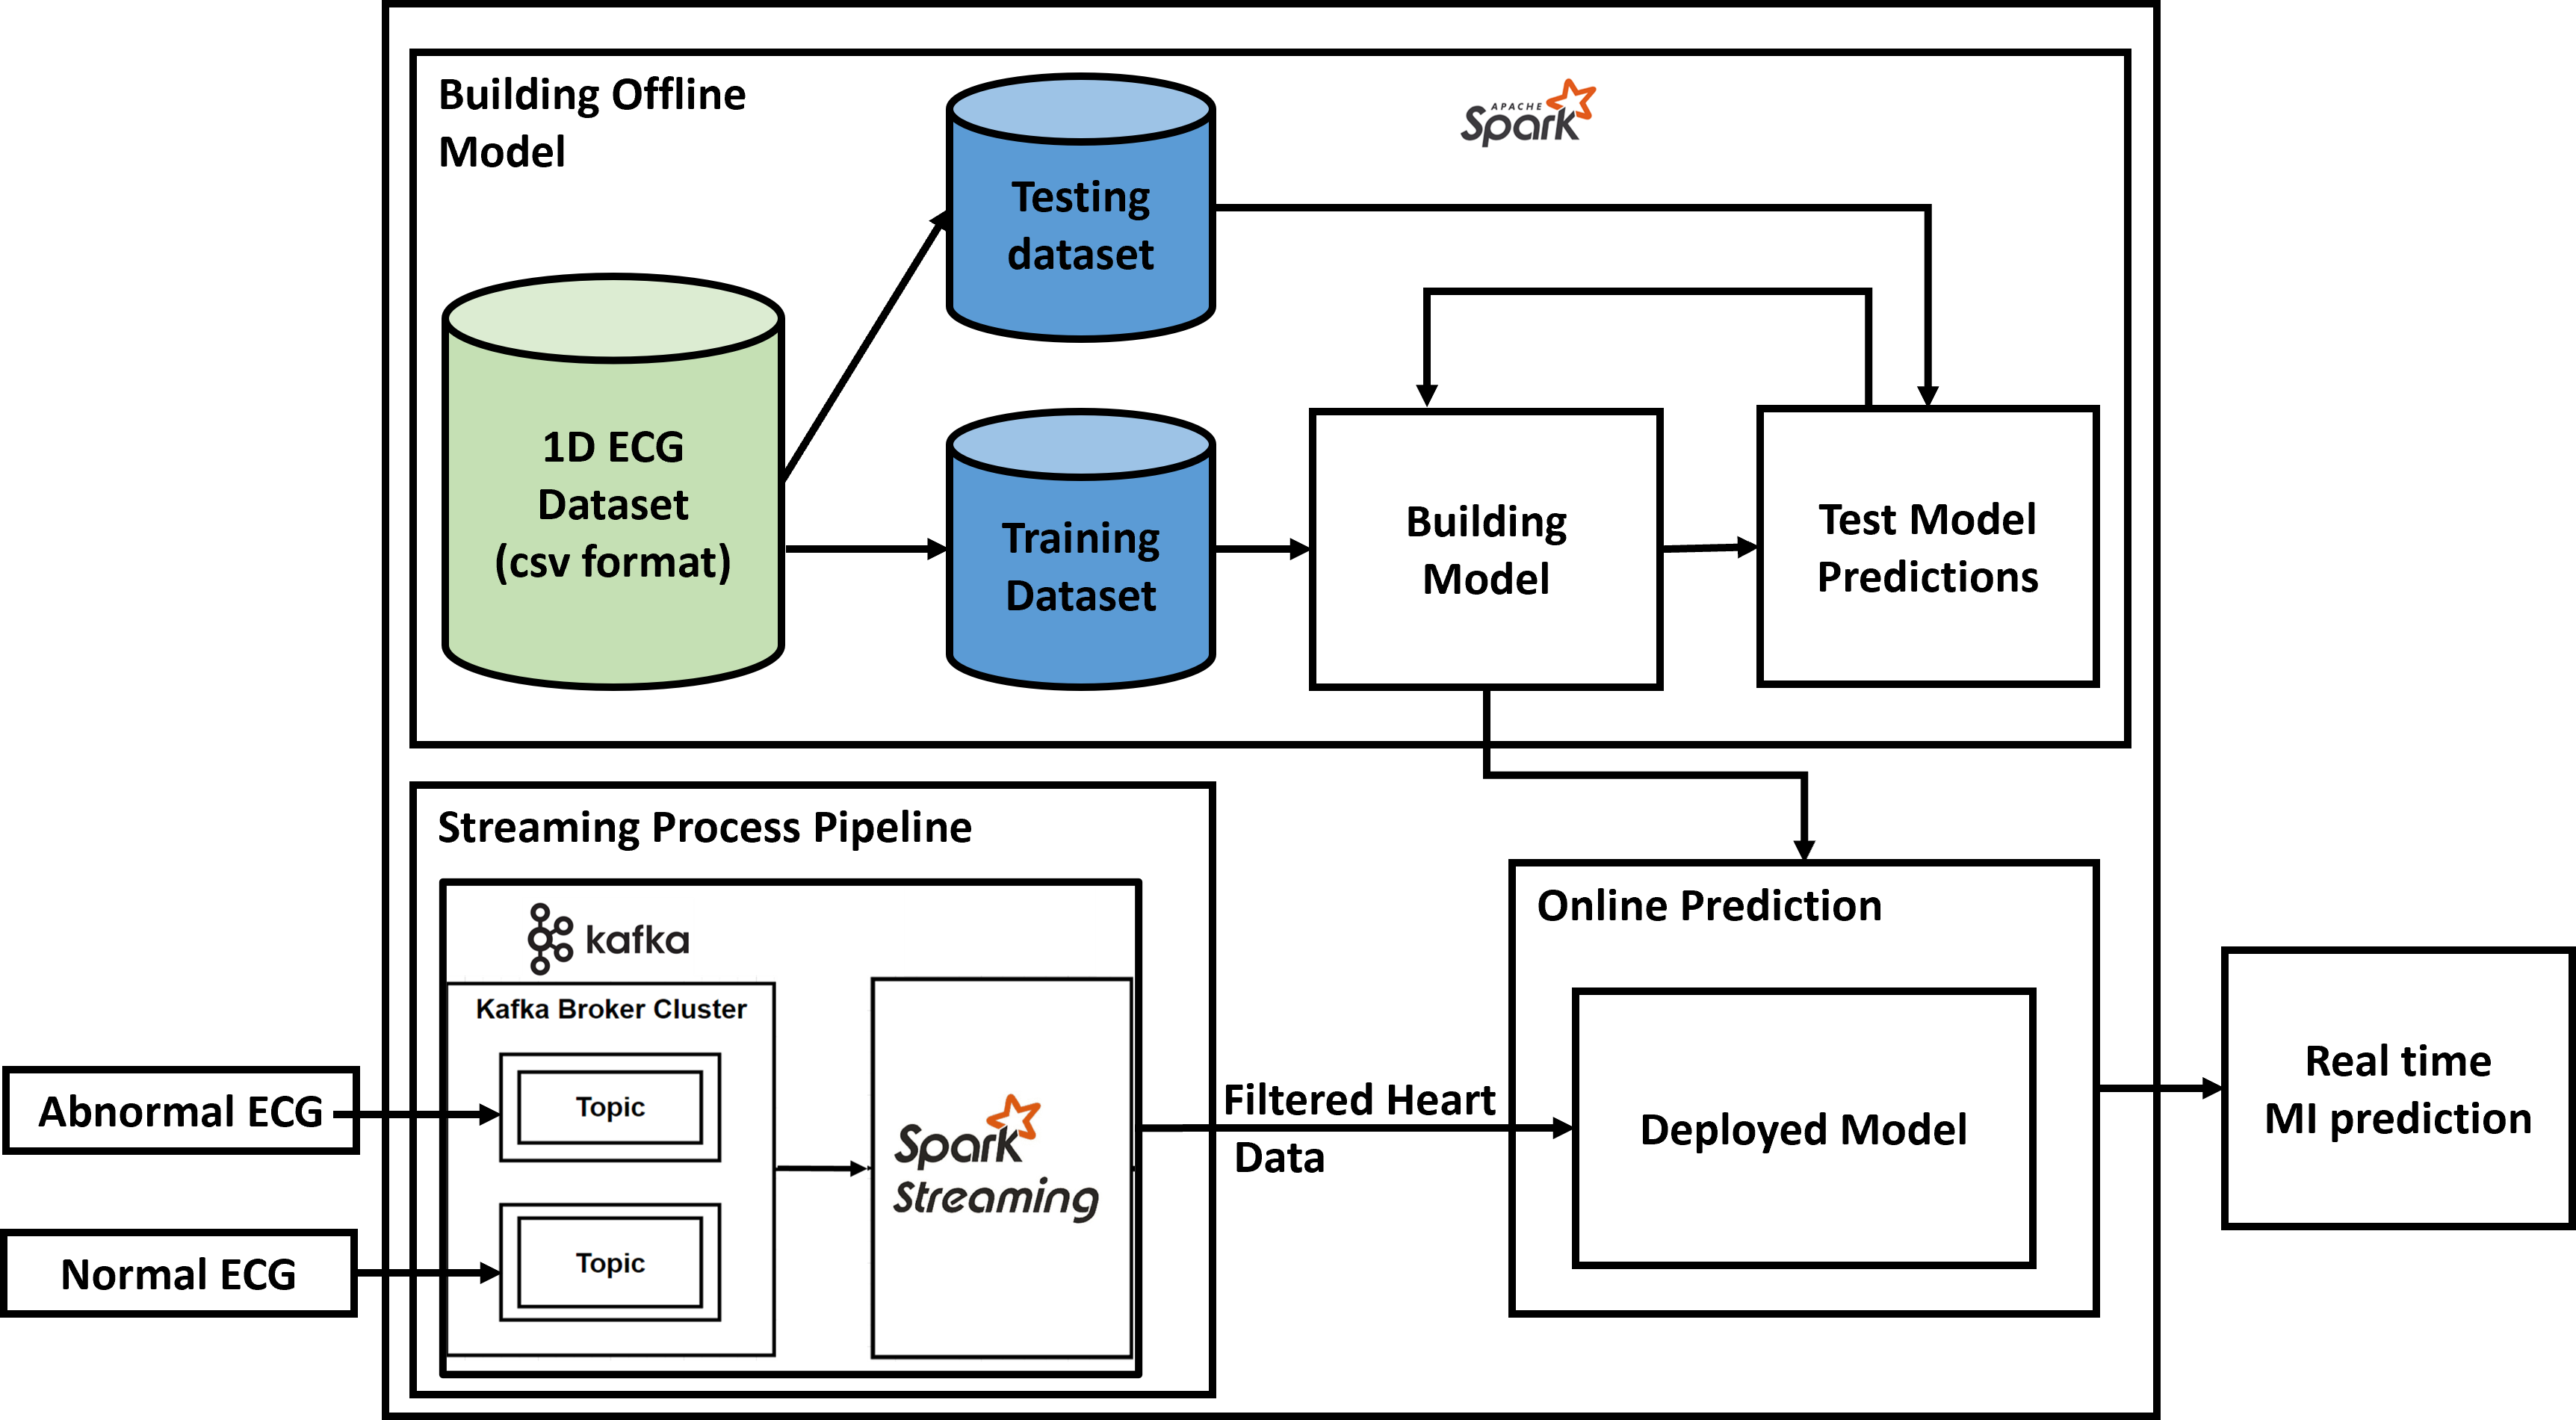 Building Offline
Model
APACHE
Spark
Testing
dataset
1D ECG
Dataset
(csv format)
Training
Dataset
Building
Model
Test Model
Predictions
Streaming Process Pipeline
kafka
Kafka Broker Cluster
Topic
Topic
Spark
Streaming
Abnormal ECG
Normal ECG
Filtered Heart
Data
Online Prediction
Deployed Model
Real time
MI prediction